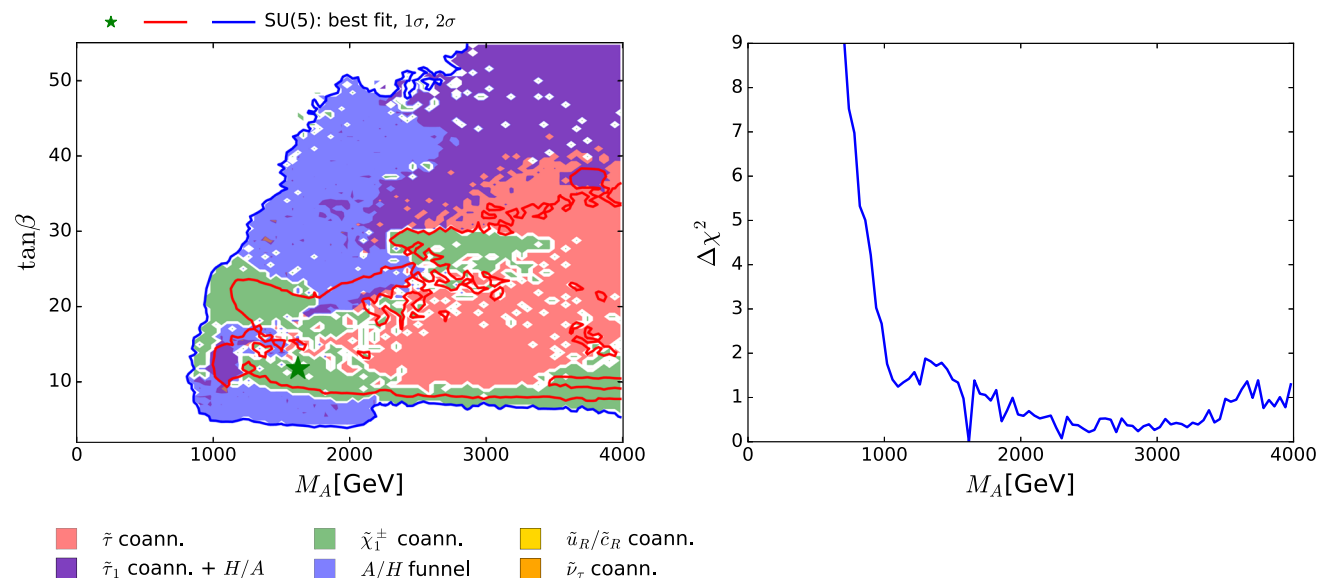 SU(5): best fit, 1σ, 2σ
50
40
30
20
10
tanβ
0
1000
2000
3000
4000
M_A[GeV]
9
8
7
6
5
4
3
2
1
0
Δχ²
0
1000
2000
3000
4000
M_A[GeV]
τ̃ coann.
χ̃₁^± coann.
ũ_R/c̃_R coann.
τ̃₁ coann. + H/A
A/H funnel
ν̃_τ coann.